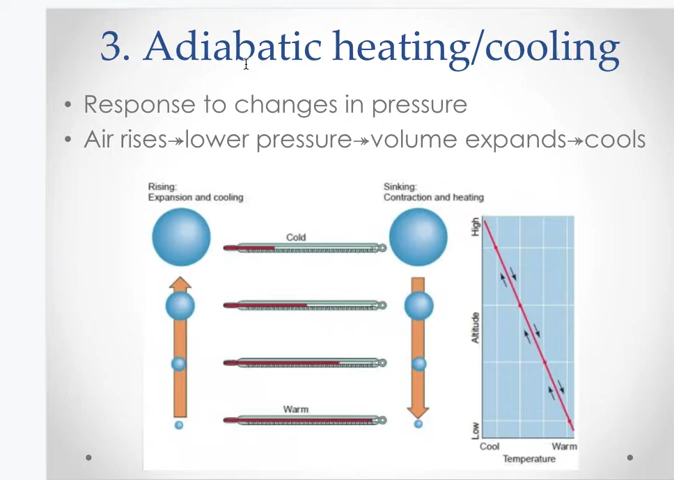 3. Adiabatic heating/cooling
• Response to changes in pressure
• Air rises→lower pressure→volume expands→cools
Rising:
Expansion and cooling
Sinking:
Contraction and heating
Cold
Warm
High
Altitude
Low
Cool Warm
Temperature